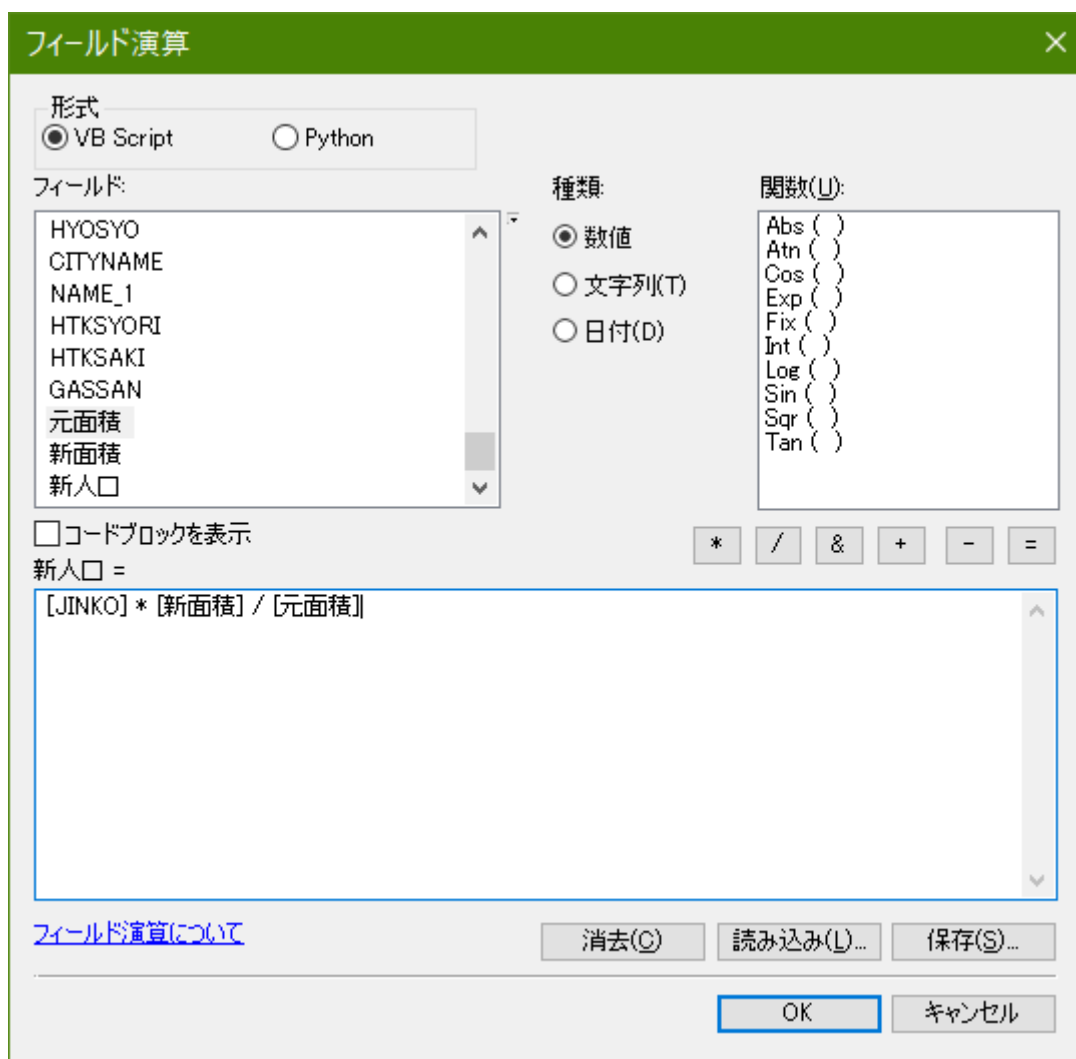 フィールド演算
形式
VB Script Python
フィールド: 種類: 関数(U):
HYOSYO
CITYNAME
NAME_1
HTKSYORI
HTKSAKI
GASSAN
元面積
新面積
新人口
数値
文字列(T)
日付(D)
Abs ( )
Atn ( )
Cos ( )
Exp ( )
Fix ( )
Int ( )
Log ( )
Sin ( )
Sqr ( )
Tan ( )
コードブロックを表示
* / & + - =
新人口 =
[JINKO] * [新面積] / [元面積]
フィールド演算について
消去(C) 読み込み(L)... 保存(S)...
OK キャンセル